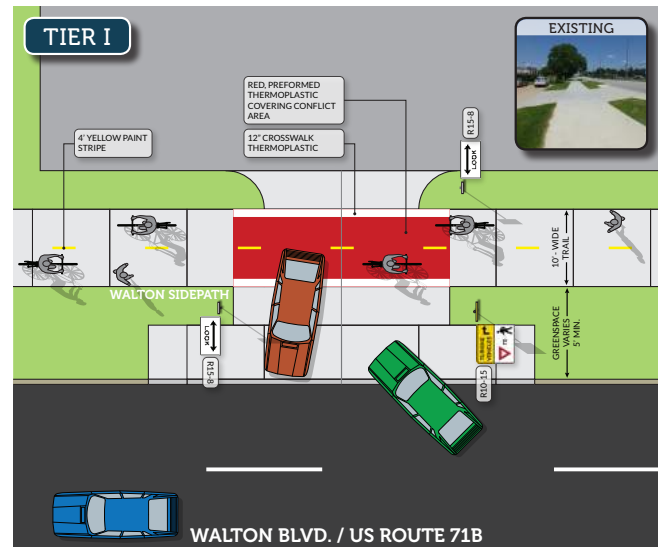 TIER I
EXISTING
RED, PREFORMED
THERMOPLASTIC
COVERING CONFLICT
AREA
R15-8
LOOK
4' YELLOW PAINT
STRIPE
12" CROSSWALK
THERMOPLASTIC
10' - WIDE
TRAIL
WALTON SIDEPATH
LOOK
R15-8
TURNING
VEHICLES
TO
R10-15
GREENSPACE
VARIES
5' MIN.
WALTON BLVD. / US ROUTE 71B